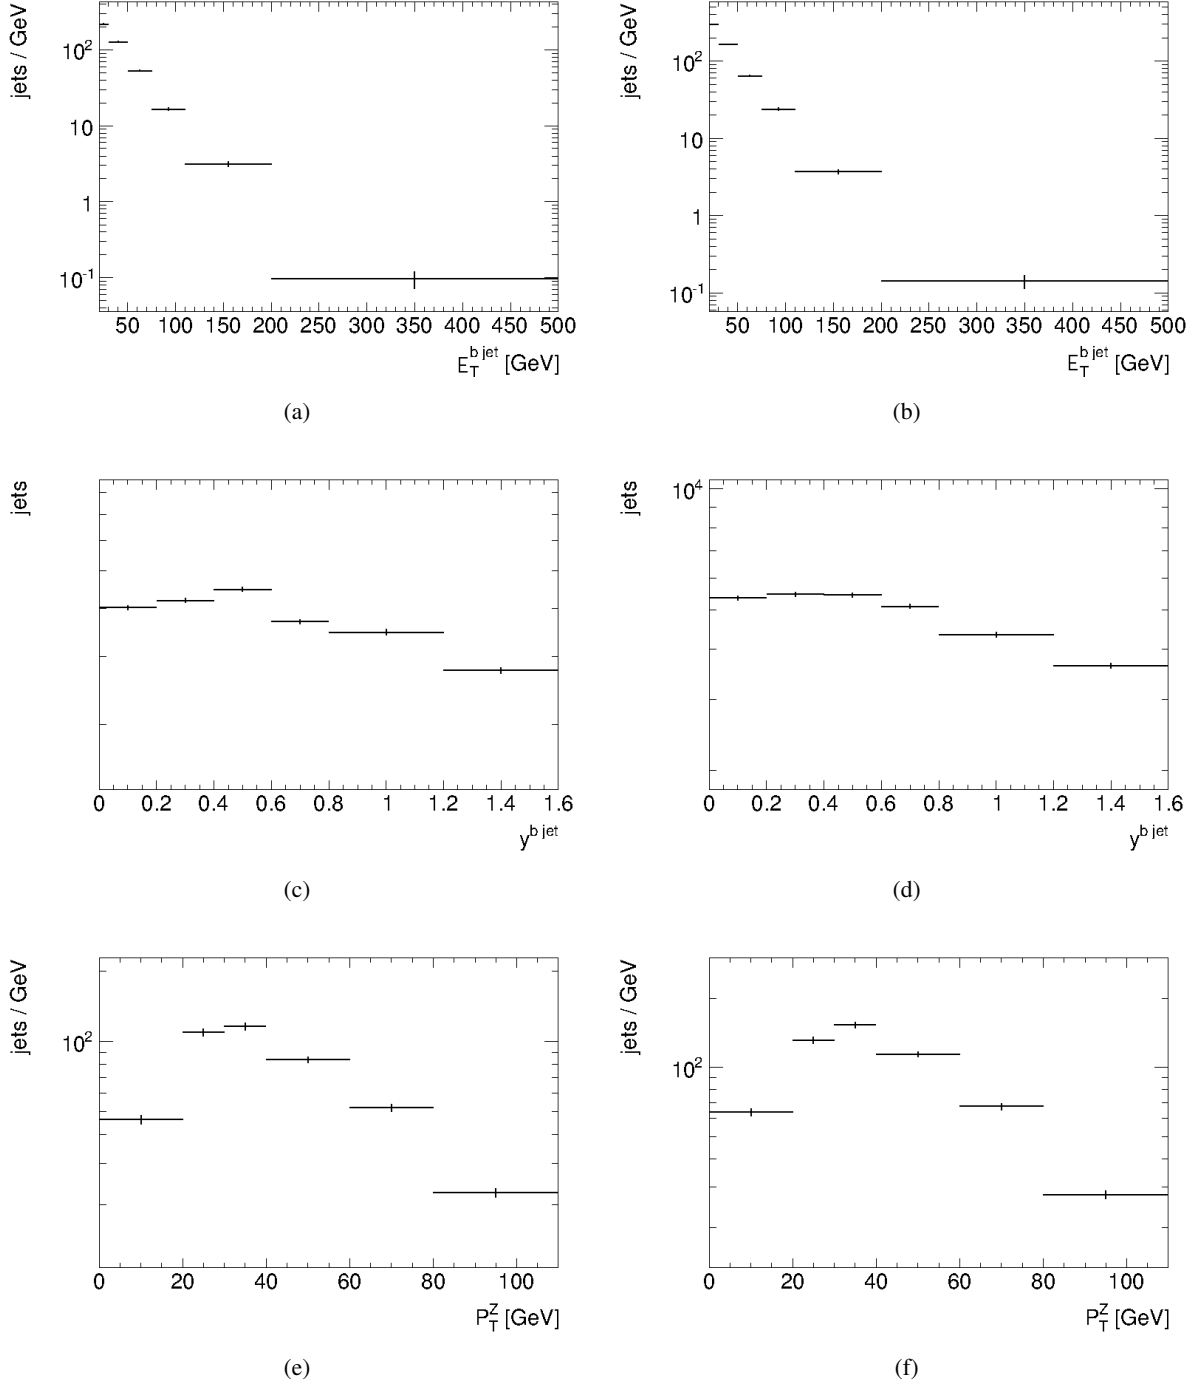 jets / GeV
10²
10
1
10⁻¹
50 100 150 200 250 300 350 400 450 500
E_T^{b jet} [GeV]
(a)
jets / GeV
10²
10
1
10⁻¹
50 100 150 200 250 300 350 400 450 500
E_T^{b jet} [GeV]
(b)
jets
0 0.2 0.4 0.6 0.8 1 1.2 1.4 1.6
y^{b jet}
(c)
jets
10⁴
0 0.2 0.4 0.6 0.8 1 1.2 1.4 1.6
y^{b jet}
(d)
jets / GeV
10²
0 20 40 60 80 100
P_T^Z [GeV]
(e)
jets / GeV
10²
0 20 40 60 80 100
P_T^Z [GeV]
(f)